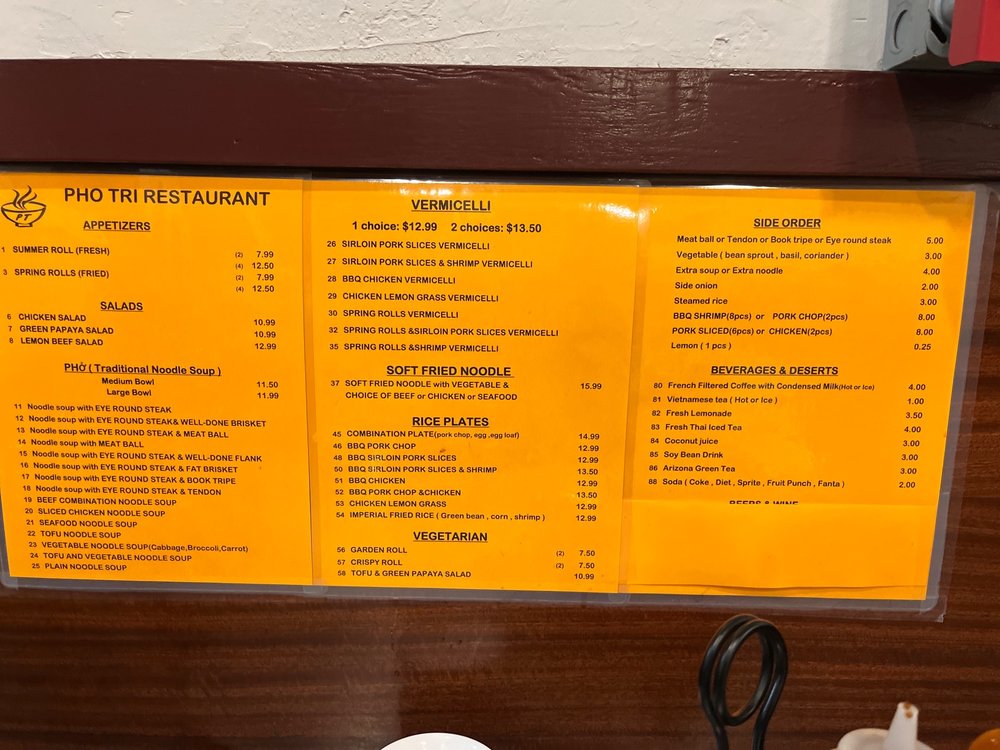 PT
PHO TRI RESTAURANT
APPETIZERS
1 SUMMER ROLL (FRESH)
(2) 7.99
(4) 12.50
3 SPRING ROLLS (FRIED)
(2) 7.99
(4) 12.50
SALADS
6 CHICKEN SALAD 10.99
7 GREEN PAPAYA SALAD 10.99
8 LEMON BEEF SALAD 12.99
PHỞ ( Traditional Noodle Soup )
Medium Bowl 11.50
Large Bowl 11.99
11 Noodle soup with EYE ROUND STEAK
12 Noodle soup with EYE ROUND STEAK& WELL-DONE BRISKET
13 Noodle soup with EYE ROUND STEAK & MEAT BALL
14 Noodle soup with MEAT BALL
15 Noodle soup with EYE ROUND STEAK & WELL-DONE FLANK
16 Noodle soup with EYE ROUND STEAK & FAT BRISKET
17 Noodle soup with EYE ROUND STEAK & BOOK TRIPE
18 Noodle soup with EYE ROUND STEAK & TENDON
19 BEEF COMBINATION NOODLE SOUP
20 SLICED CHICKEN NOODLE SOUP
21 SEAFOOD NOODLE SOUP
22 TOFU NOODLE SOUP
23 VEGETABLE NOODLE SOUP(Cabbage,Broccoli,Carrot)
24 TOFU AND VEGETABLE NOODLE SOUP
25 PLAIN NOODLE SOUP
VERMICELLI
1 choice: $12.99 2 choices: $13.50
26 SIRLOIN PORK SLICES VERMICELLI
27 SIRLOIN PORK SLICES & SHRIMP VERMICELLI
28 BBQ CHICKEN VERMICELLI
29 CHICKEN LEMON GRASS VERMICELLI
30 SPRING ROLLS VERMICELLI
32 SPRING ROLLS &SIRLOIN PORK SLICES VERMICELLI
35 SPRING ROLLS &SHRIMP VERMICELLI
SOFT FRIED NOODLE
37 SOFT FRIED NOODLE with VEGETABLE & 15.99
CHOICE OF BEEF or CHICKEN or SEAFOOD
RICE PLATES
45 COMBINATION PLATE(pork chop, egg ,egg loaf) 14.99
46 BBQ PORK CHOP 12.99
48 BBQ SIRLOIN PORK SLICES 12.99
50 BBQ SIRLOIN PORK SLICES & SHRIMP 13.50
51 BBQ CHICKEN 12.99
52 BBQ PORK CHOP &CHICKEN 13.50
53 CHICKEN LEMON GRASS 12.99
54 IMPERIAL FRIED RICE ( Green bean , corn , shrimp ) 12.99
VEGETARIAN
56 GARDEN ROLL (2) 7.50
57 CRISPY ROLL (2) 7.50
58 TOFU & GREEN PAPAYA SALAD 10.99
SIDE ORDER
Meat ball or Tendon or Book tripe or Eye round steak 5.00
Vegetable ( bean sprout , basil, coriander ) 3.00
Extra soup or Extra noodle 4.00
Side onion 2.00
Steamed rice 3.00
BBQ SHRIMP(8pcs) or PORK CHOP(2pcs) 8.00
PORK SLICED(6pcs) or CHICKEN(2pcs) 8.00
Lemon ( 1 pcs ) 0.25
BEVERAGES & DESERTS
80 French Filtered Coffee with Condensed Milk(Hot or Ice) 4.00
81 Vietnamese tea ( Hot or Ice ) 1.00
82 Fresh Lemonade 3.50
83 Fresh Thai Iced Tea 4.00
84 Coconut juice 3.00
85 Soy Bean Drink 3.00
86 Arizona Green Tea 3.00
88 Soda ( Coke , Diet , Sprite , Fruit Punch , Fanta ) 2.00
BEERS & WINE